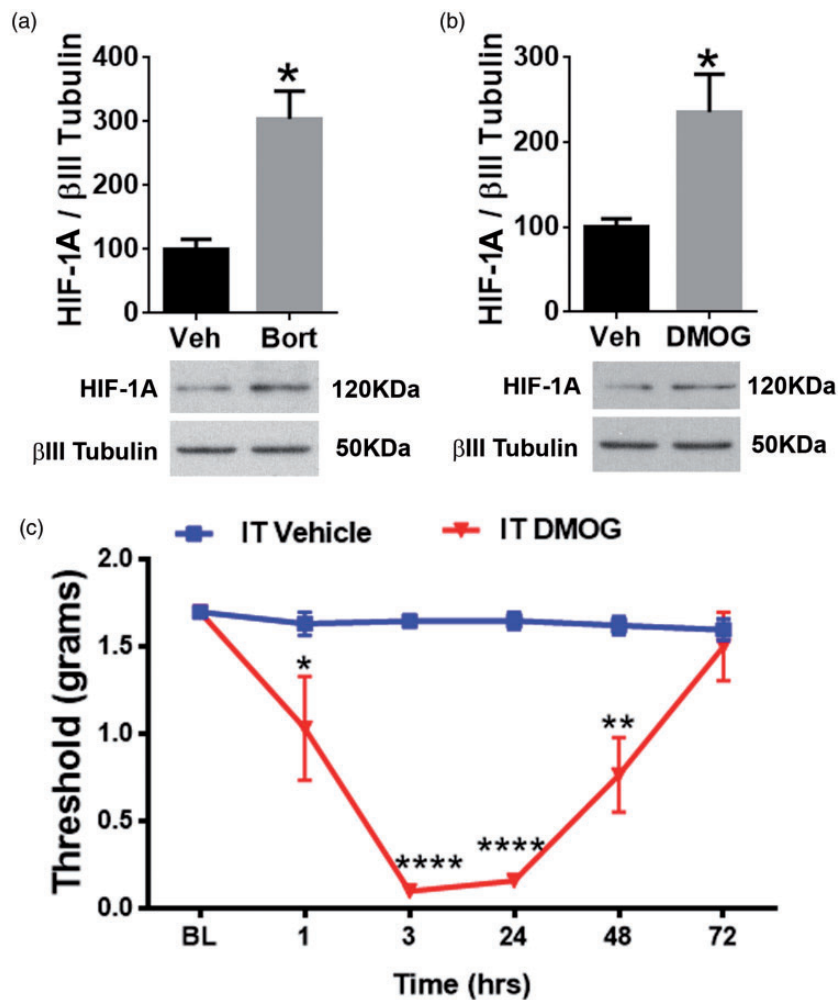 (a)
HIF-1A / βIII Tubulin
400
300
200
100
0
*
Veh Bort
HIF-1A 120KDa
βIII Tubulin 50KDa
(b)
HIF-1A / βIII Tubulin
300
200
100
0
*
Veh DMOG
HIF-1A 120KDa
βIII Tubulin 50KDa
(c)
IT Vehicle IT DMOG
Threshold (grams)
2.0
1.5
1.0
0.5
0.0
*
****
****
**
BL 1 3 24 48 72
Time (hrs)